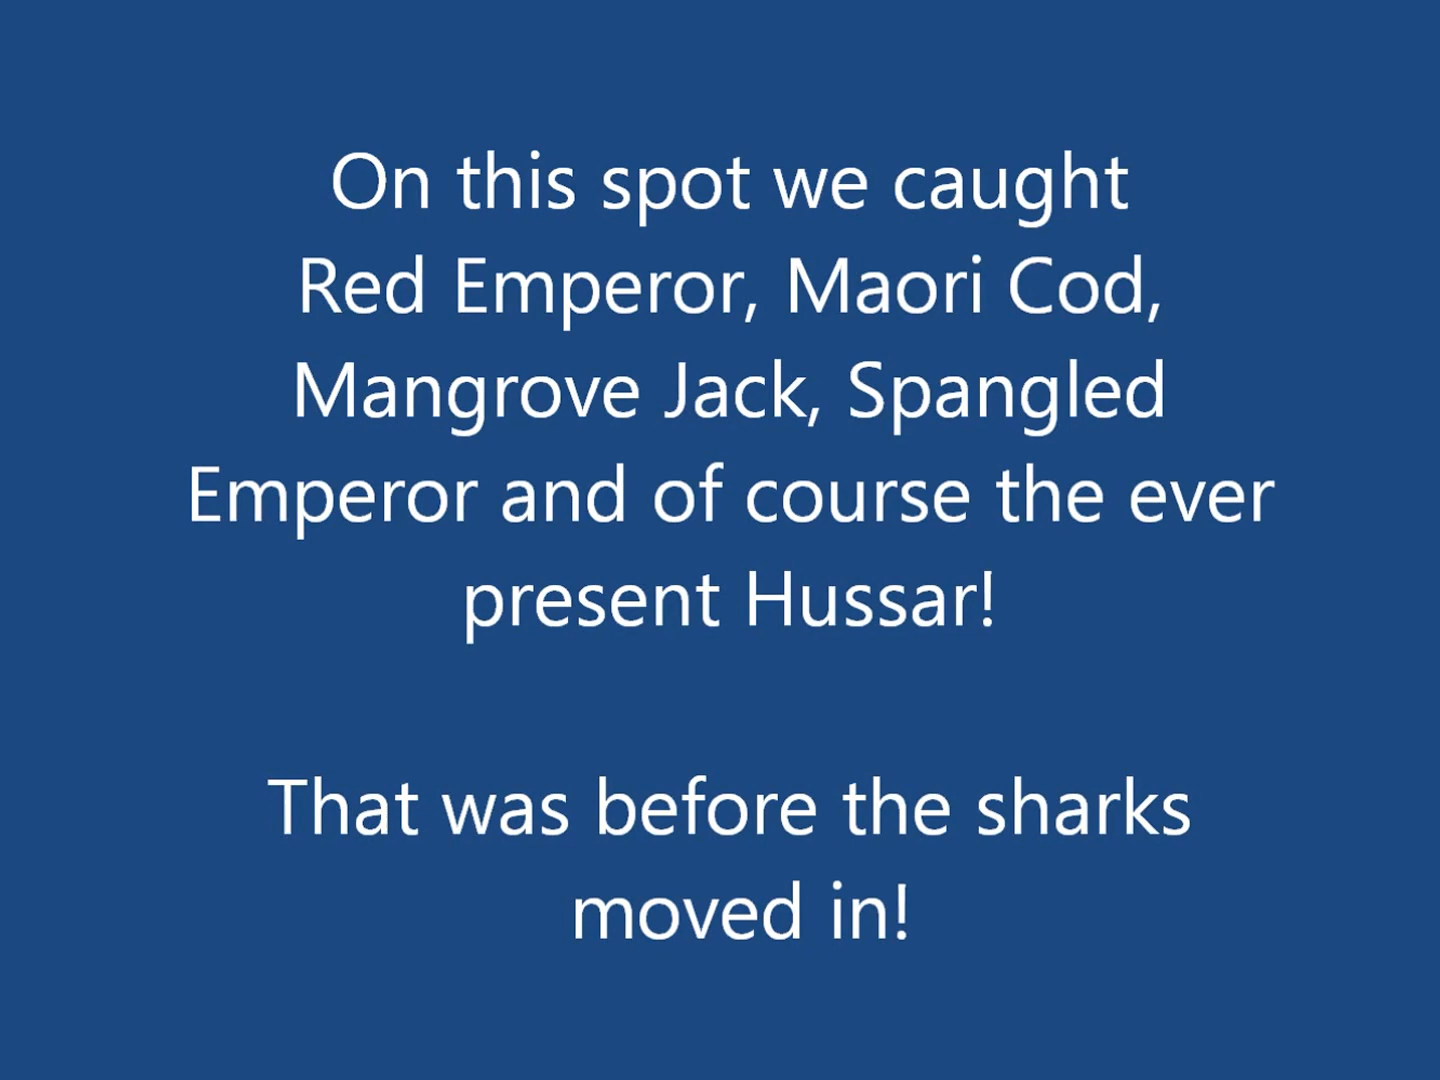 On this spot we caught
Red Emperor, Maori Cod,
Mangrove Jack, Spangled
Emperor and of course the ever
present Hussar!
That was before the sharks
moved in!